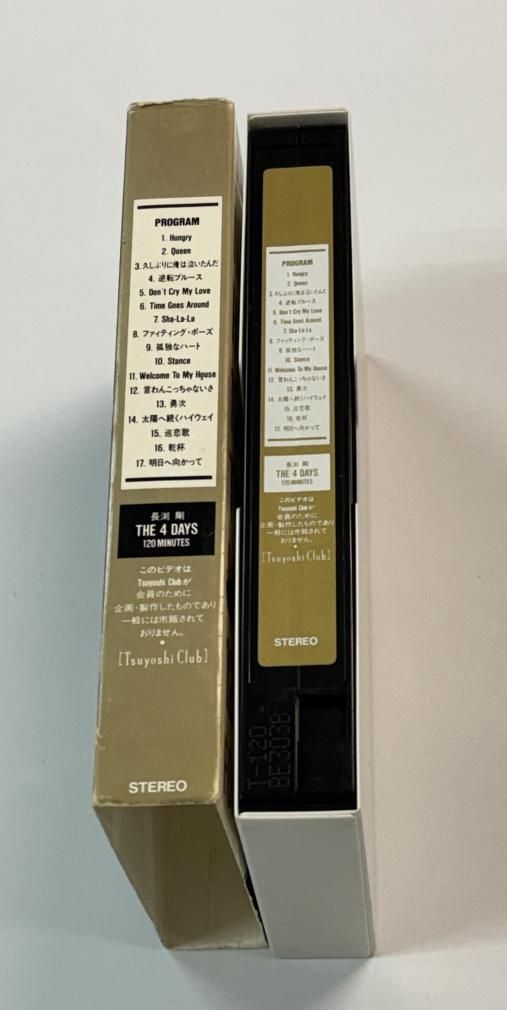 PROGRAM
1. Hungry
2. Queen
3. 久しぶりに俺は泣いたんだ
4. 逆転ブルース
5. Don't Cry My Love
6. Time Goes Around
7. Sha-La-La
8. ファイティング・ポーズ
9. 孤独なハート
10. Stance
11. Welcome To My House
12. 言わんこっちゃないさ
13. 勇次
14. 太陽へ続くハイウェイ
15. 巡恋歌
16. 乾杯
17. 明日へ向かって
長渕 剛
THE 4 DAYS
120 MINUTES
このビデオは
Tsuyoshi Clubが
会員のために
企画・製作したものであり
一般には市販されて
おりません。
●
[Tsuyoshi Club]
STEREO
PROGRAM
1. Hungry
2. Queen
3. 久しぶりに俺は泣いたんだ
4. 逆転ブルース
5. Don't Cry My Love
6. Time Goes Around
7. Sha-La-La
8. ファイティング・ポーズ
9. 孤独なハート
10. Stance
11. Welcome To My House
12. 言わんこっちゃないさ
13. 勇次
14. 太陽へ続くハイウェイ
15. 巡恋歌
16. 乾杯
17. 明日へ向かって
長渕 剛
THE 4 DAYS
120 MINUTES
このビデオは
Tsuyoshi Clubが
会員のために
企画・製作したものであり
一般には市販されて
おりません。
●
[Tsuyoshi Club]
STEREO
T-120
BE303B